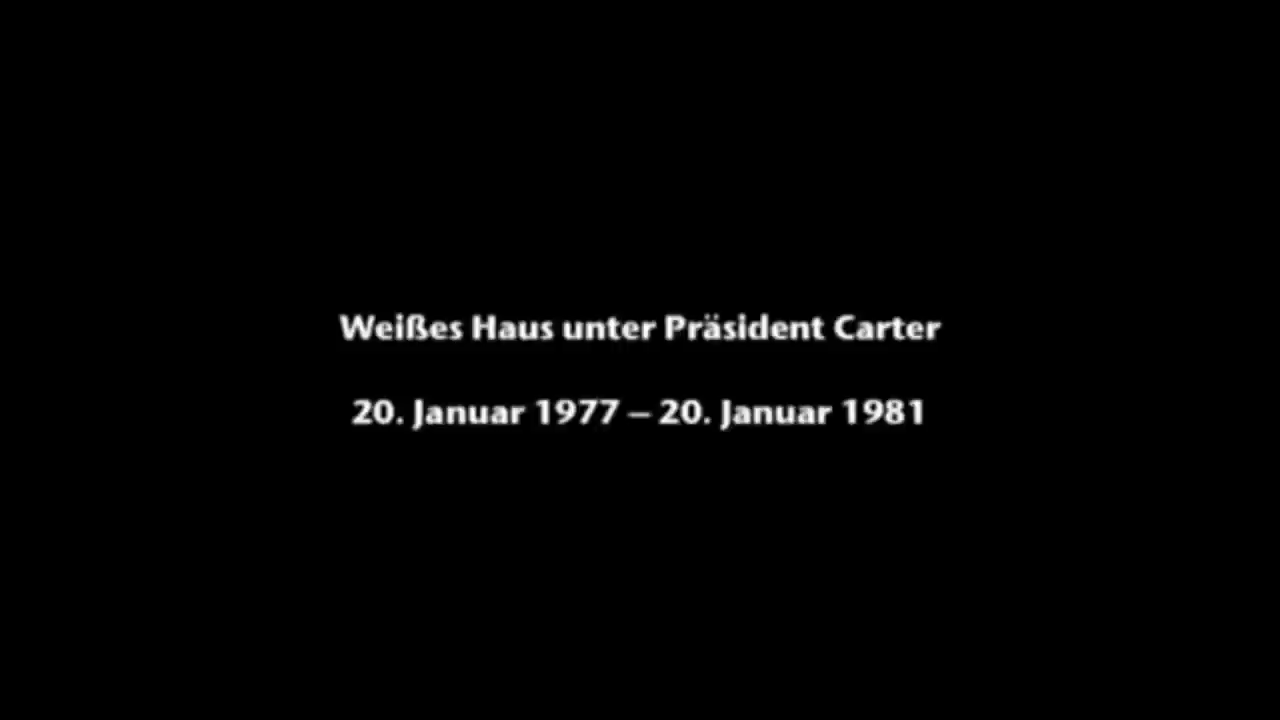 Weißes Haus unter Präsident Carter
20. Januar 1977 – 20. Januar 1981